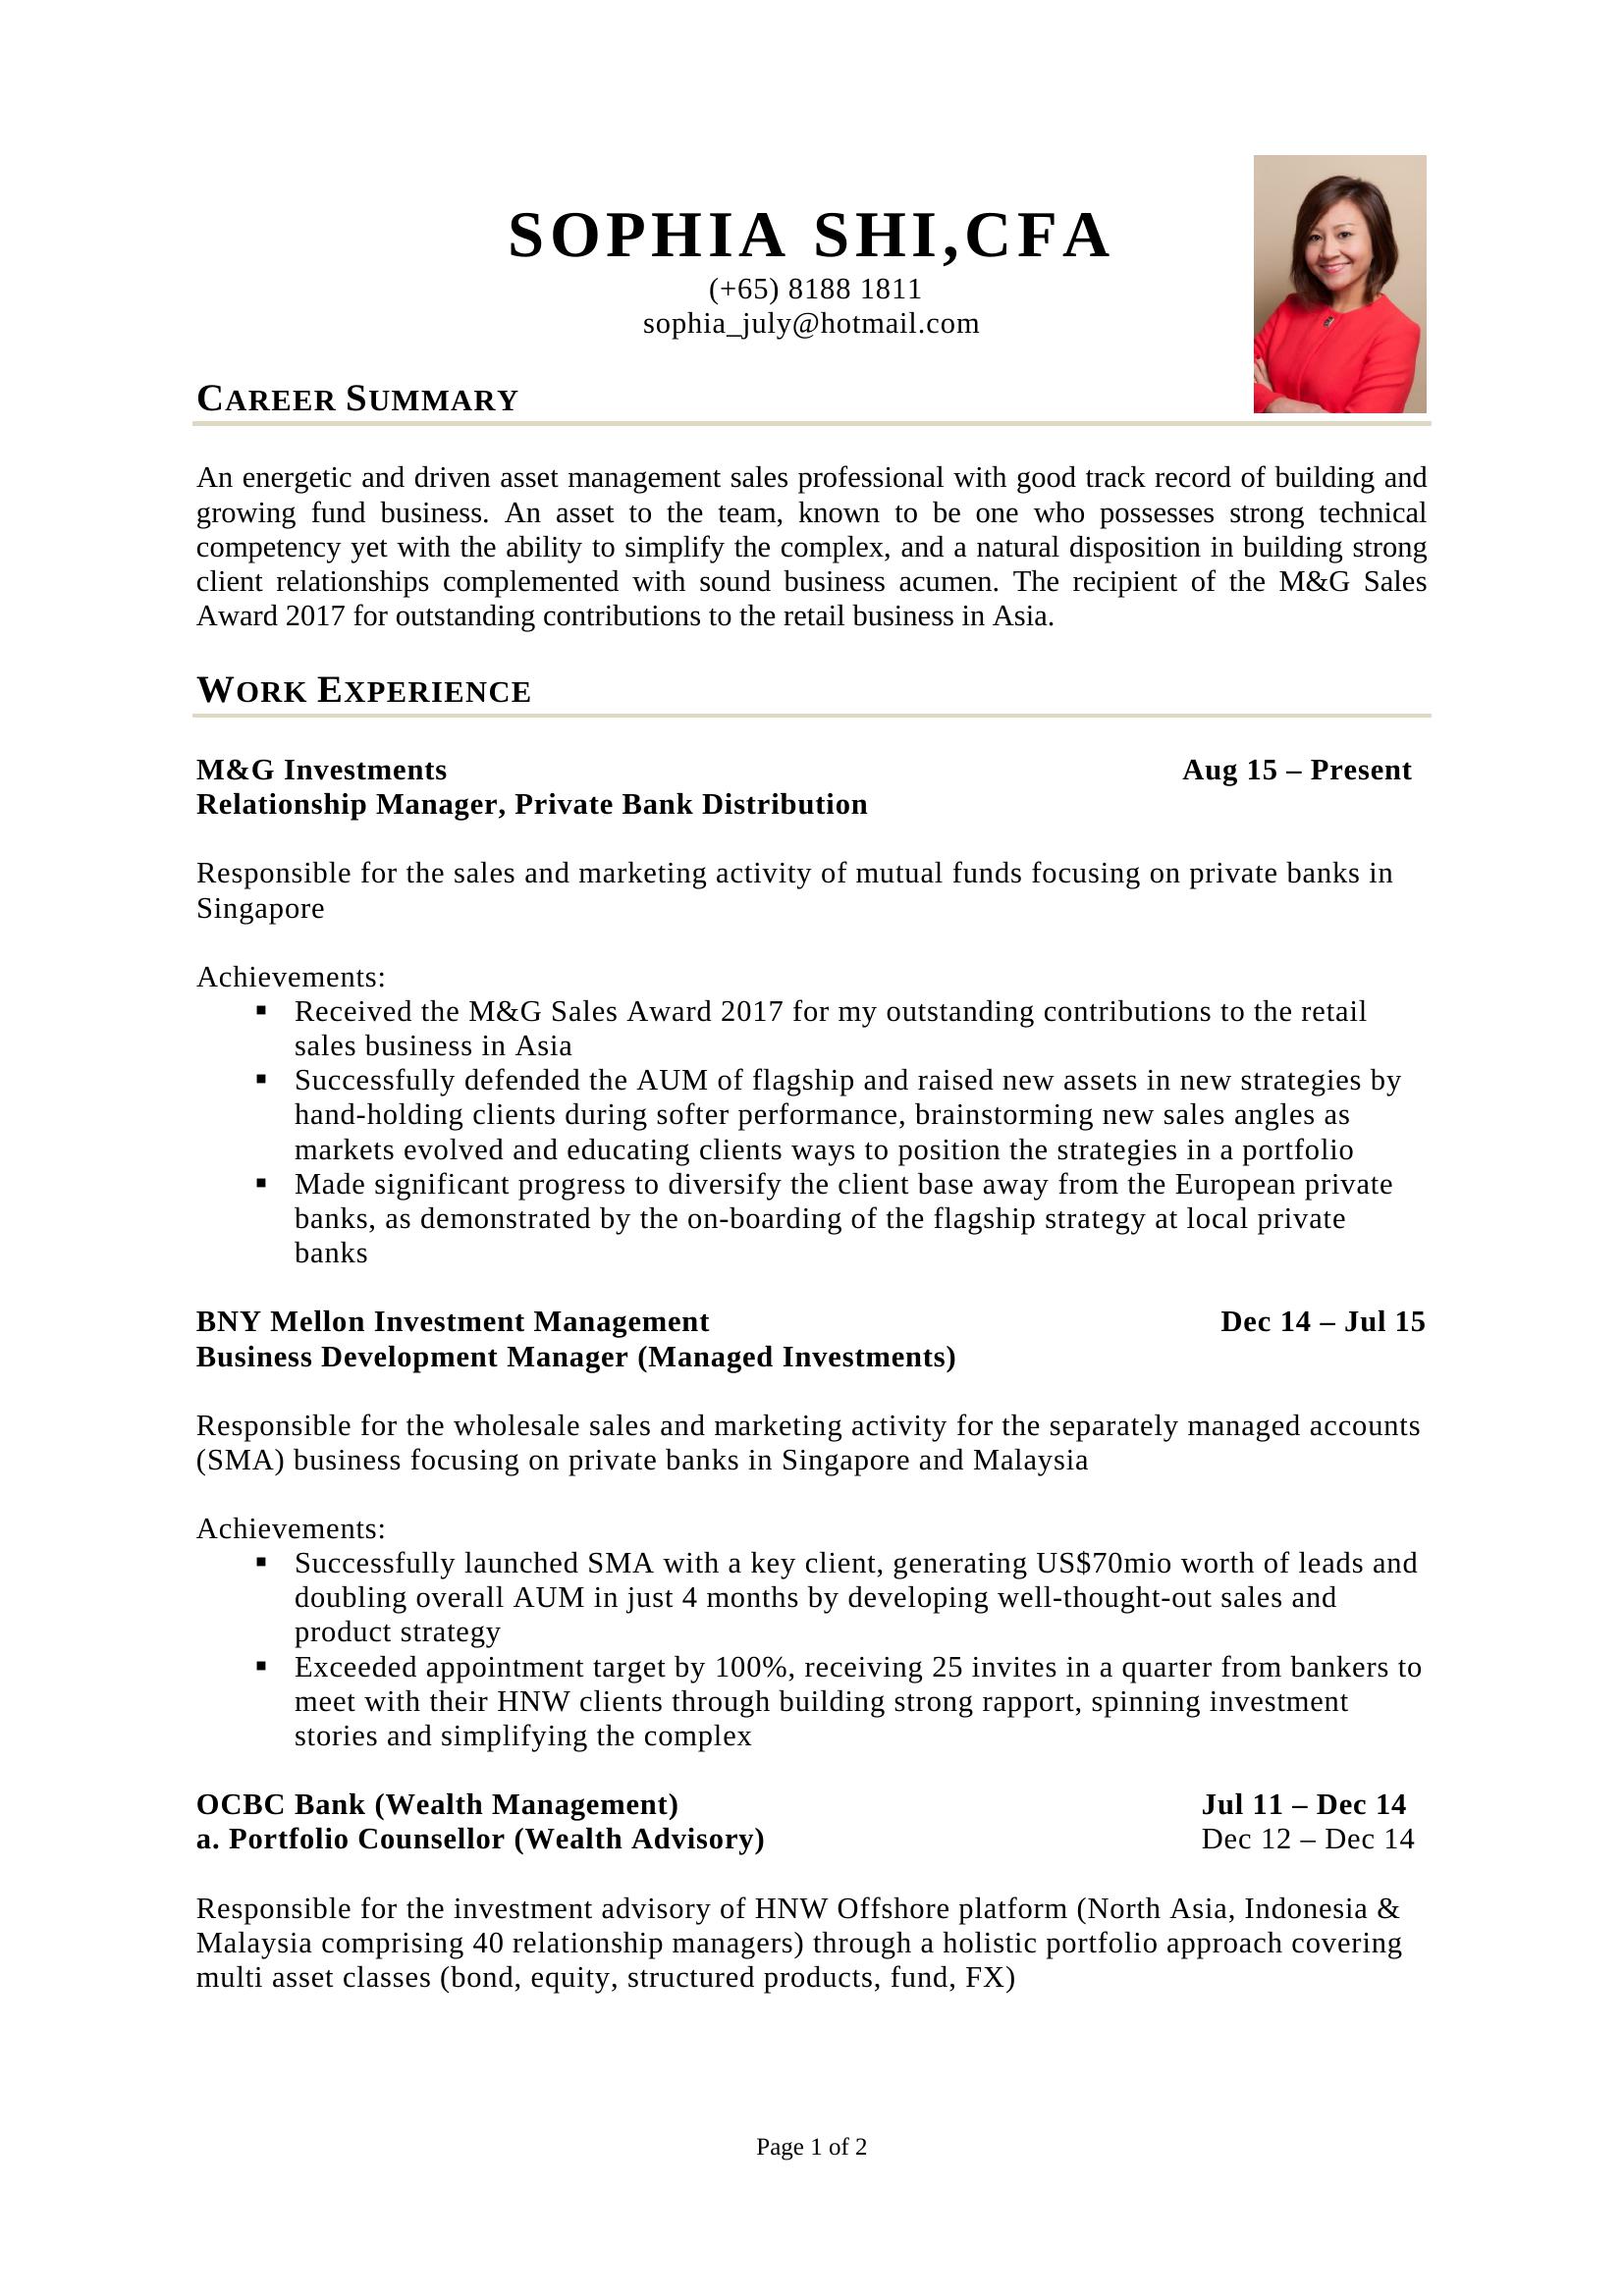 SOPHIA SHI,CFA
(+65) 8188 1811
sophia_july@hotmail.com
CAREER SUMMARY
An energetic and driven asset management sales professional with good track record of building and
growing fund business. An asset to the team, known to be one who possesses strong technical
competency yet with the ability to simplify the complex, and a natural disposition in building strong
client relationships complemented with sound business acumen. The recipient of the M&G Sales
Award 2017 for outstanding contributions to the retail business in Asia.
WORK EXPERIENCE
M&G Investments Aug 15 – Present
Relationship Manager, Private Bank Distribution
Responsible for the sales and marketing activity of mutual funds focusing on private banks in
Singapore
Achievements:
▪ Received the M&G Sales Award 2017 for my outstanding contributions to the retail
sales business in Asia
▪ Successfully defended the AUM of flagship and raised new assets in new strategies by
hand-holding clients during softer performance, brainstorming new sales angles as
markets evolved and educating clients ways to position the strategies in a portfolio
▪ Made significant progress to diversify the client base away from the European private
banks, as demonstrated by the on-boarding of the flagship strategy at local private
banks
BNY Mellon Investment Management Dec 14 – Jul 15
Business Development Manager (Managed Investments)
Responsible for the wholesale sales and marketing activity for the separately managed accounts
(SMA) business focusing on private banks in Singapore and Malaysia
Achievements:
▪ Successfully launched SMA with a key client, generating US$70mio worth of leads and
doubling overall AUM in just 4 months by developing well-thought-out sales and
product strategy
▪ Exceeded appointment target by 100%, receiving 25 invites in a quarter from bankers to
meet with their HNW clients through building strong rapport, spinning investment
stories and simplifying the complex
OCBC Bank (Wealth Management) Jul 11 – Dec 14
a. Portfolio Counsellor (Wealth Advisory) Dec 12 – Dec 14
Responsible for the investment advisory of HNW Offshore platform (North Asia, Indonesia &
Malaysia comprising 40 relationship managers) through a holistic portfolio approach covering
multi asset classes (bond, equity, structured products, fund, FX)
Page 1 of 2